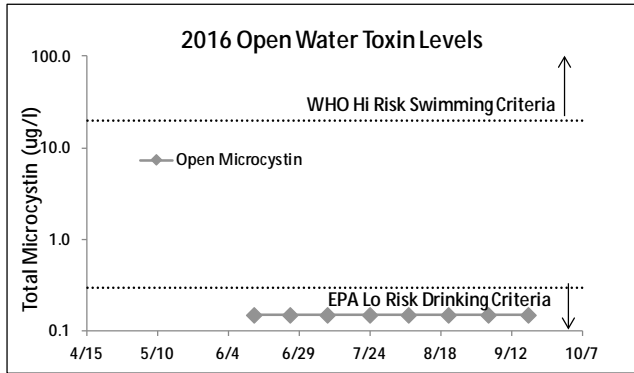 2016 Open Water Toxin Levels
100.0
WHO Hi Risk Swimming Criteria
10.0
Open Microcystin
Total Microcystin (ug/l)
1.0
EPA Lo Risk Drinking Criteria
0.1
4/15 5/10 6/4 6/29 7/24 8/18 9/12 10/7